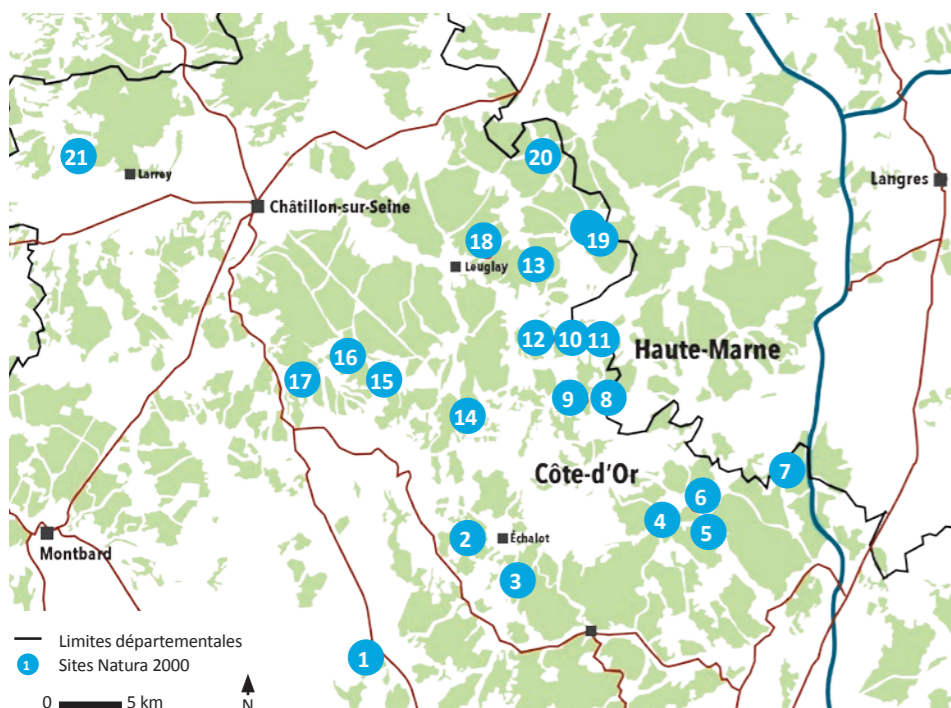 20
21
Larrey
Langres
Châtillon-sur-Seine
19
18
13
Leuglay
12
10
11
Haute-Marne
16
17
15
9
8
14
Côte-d'Or
7
6
4
5
2
Échalot
3
Montbard
Limites départementales
1 Sites Natura 2000
1
0 5 km
N